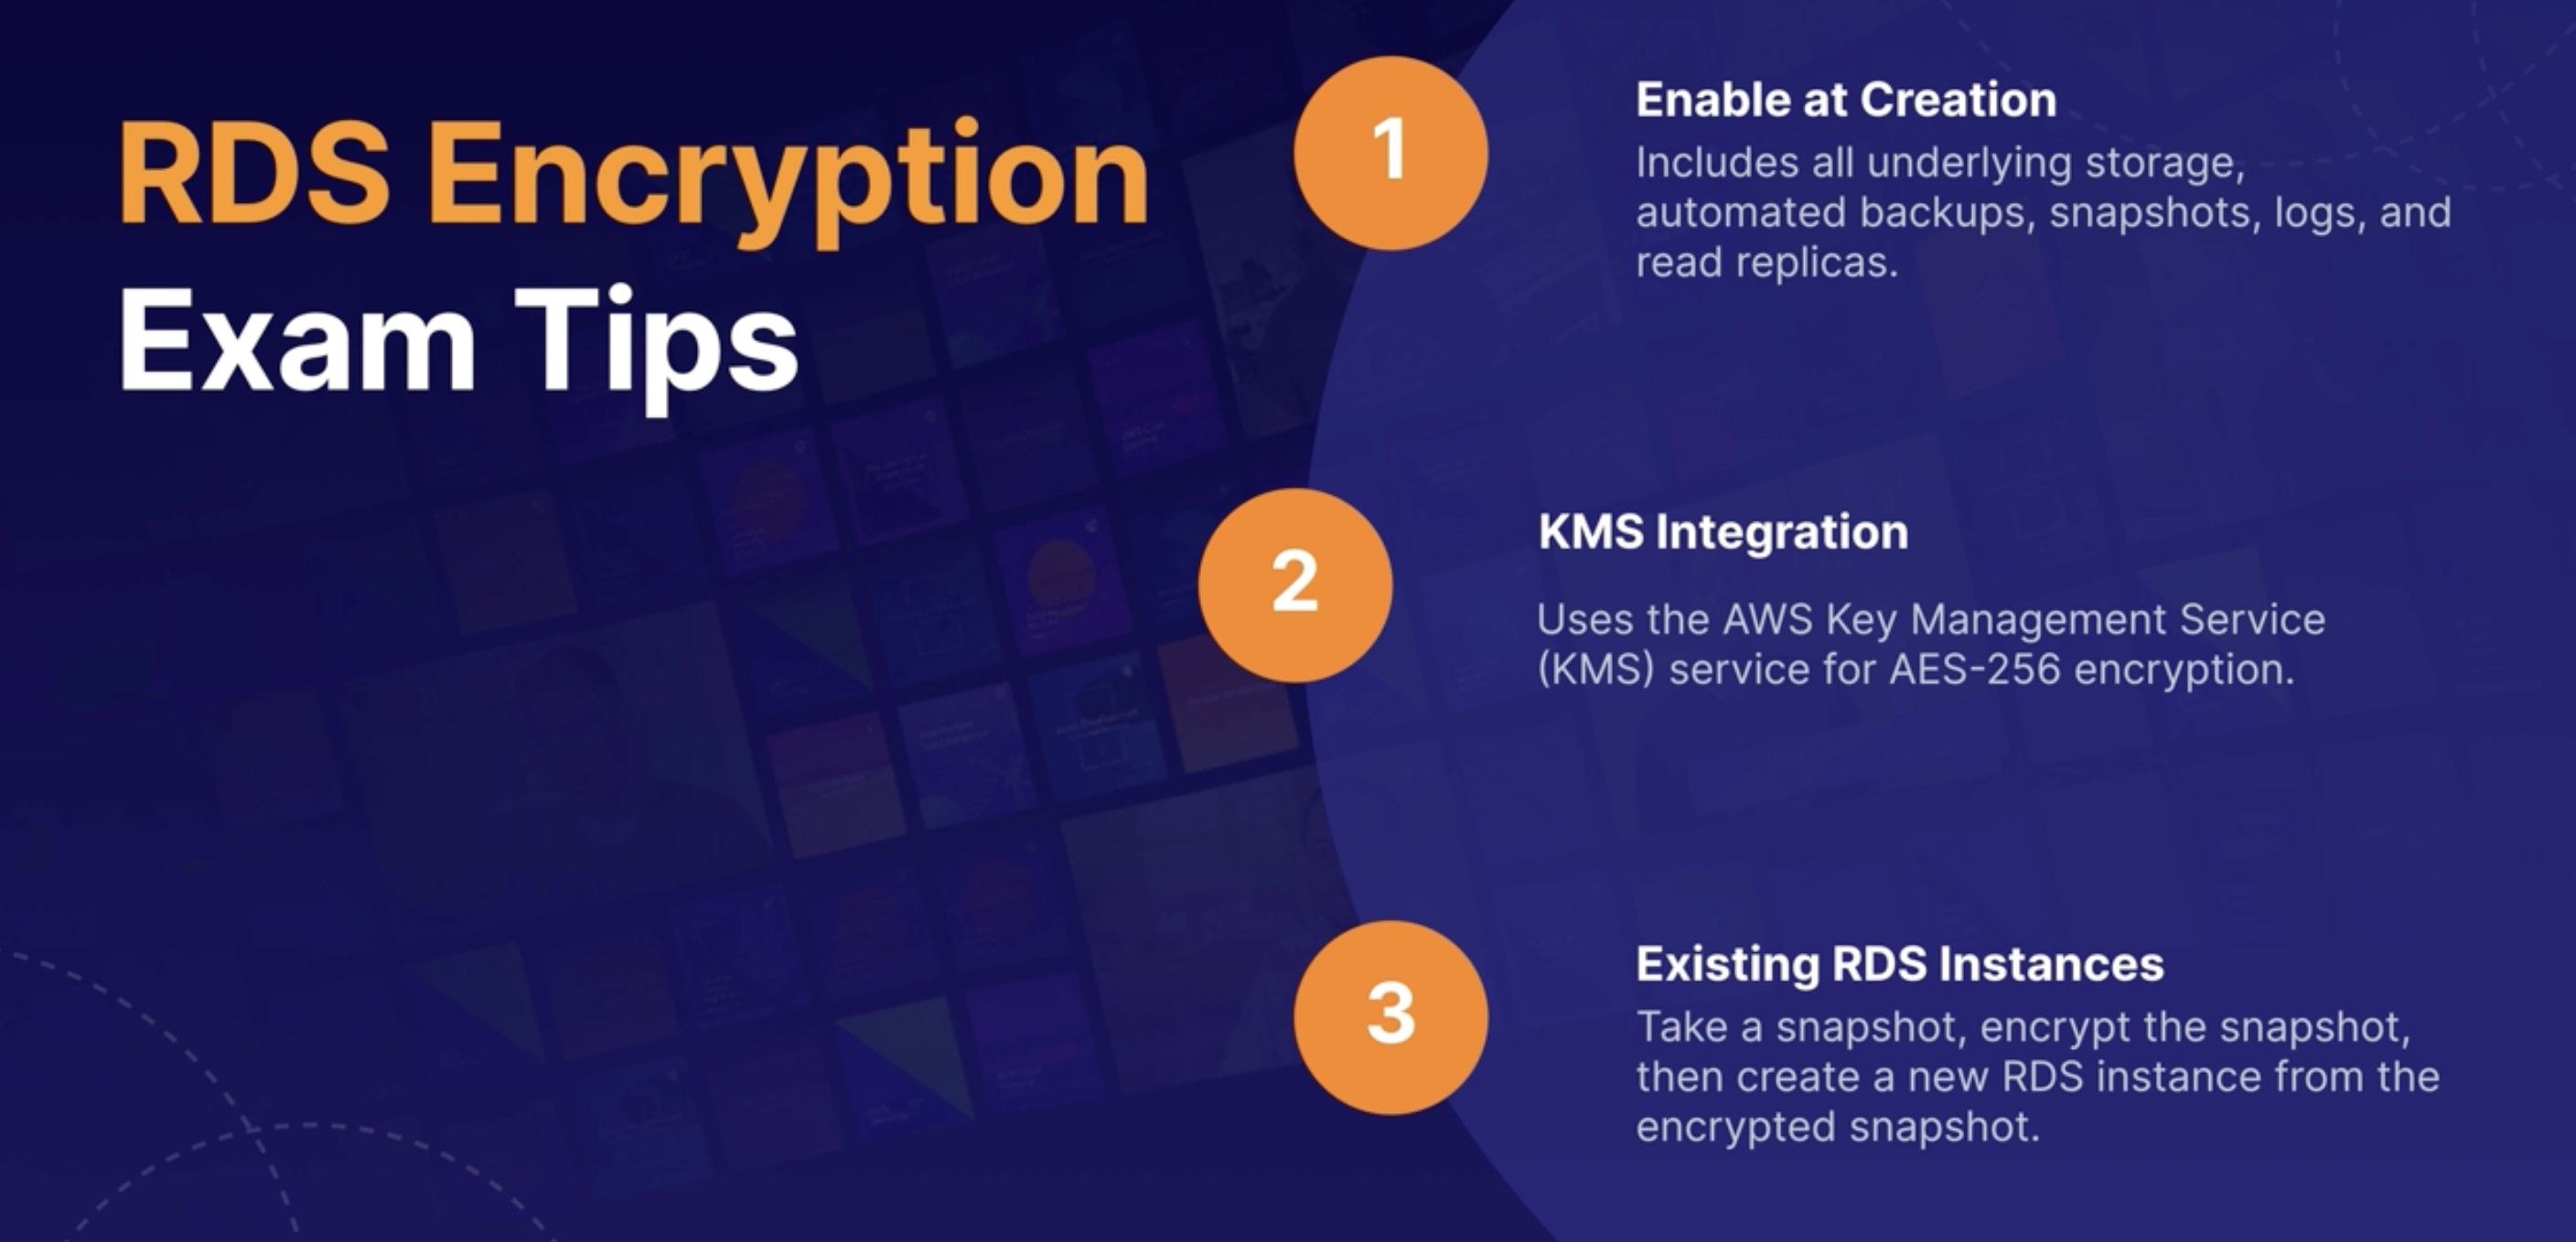 RDS Encryption
Exam Tips
1
Enable at Creation
Includes all underlying storage,
automated backups, snapshots, logs, and
read replicas.
2
KMS Integration
Uses the AWS Key Management Service
(KMS) service for AES-256 encryption.
3
Existing RDS Instances
Take a snapshot, encrypt the snapshot,
then create a new RDS instance from the
encrypted snapshot.